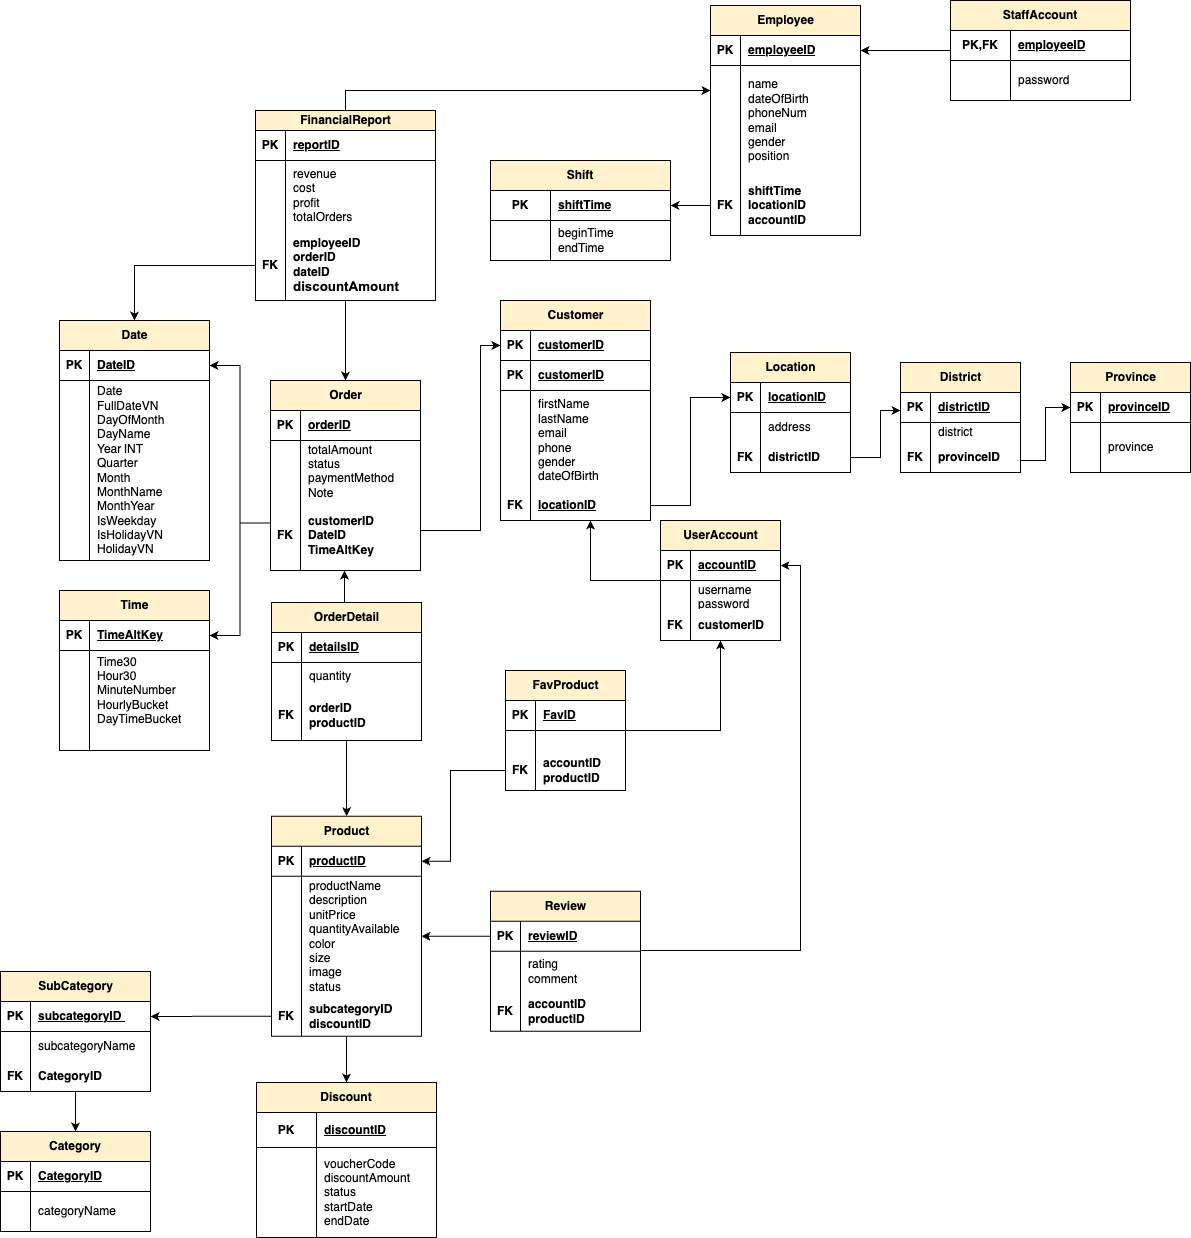 Employee
PK employeeID
name
dateOfBirth
phoneNum
email
gender
position
shiftTime
FK locationID
accountID
StaffAccount
PK,FK employeeID
password
FinancialReport
PK reportID
revenue
cost
profit
totalOrders
employeeID
orderID
FK dateID
discountAmount
Shift
PK shiftTime
beginTime
endTime
Date
PK DateID
Date
FullDateVN
DayOfMonth
DayName
Year INT
Quarter
Month
MonthName
MonthYear
IsWeekday
IsHolidayVN
HolidayVN
Order
PK orderID
totalAmount
status
paymentMethod
Note
customerID
FK DateID
TimeAltKey
Customer
PK customerID
PK customerID
firstName
lastName
email
phone
gender
dateOfBirth
FK locationID
Location
PK locationID
address
FK districtID
District
PK districtID
district
FK provinceID
Province
PK provinceID
province
UserAccount
PK accountID
username
password
FK customerID
Time
PK TimeAltKey
Time30
Hour30
MinuteNumber
HourlyBucket
DayTimeBucket
OrderDetail
PK detailsID
quantity
FK orderID
productID
FavProduct
PK FavID
accountID
FK productID
Product
PK productID
productName
description
unitPrice
quantityAvailable
color
size
image
status
subcategoryID
FK discountID
Review
PK reviewID
rating
comment
accountID
FK productID
SubCategory
PK subcategoryID
subcategoryName
FK CategoryID
Category
PK CategoryID
categoryName
Discount
PK discountID
voucherCode
discountAmount
status
startDate
endDate